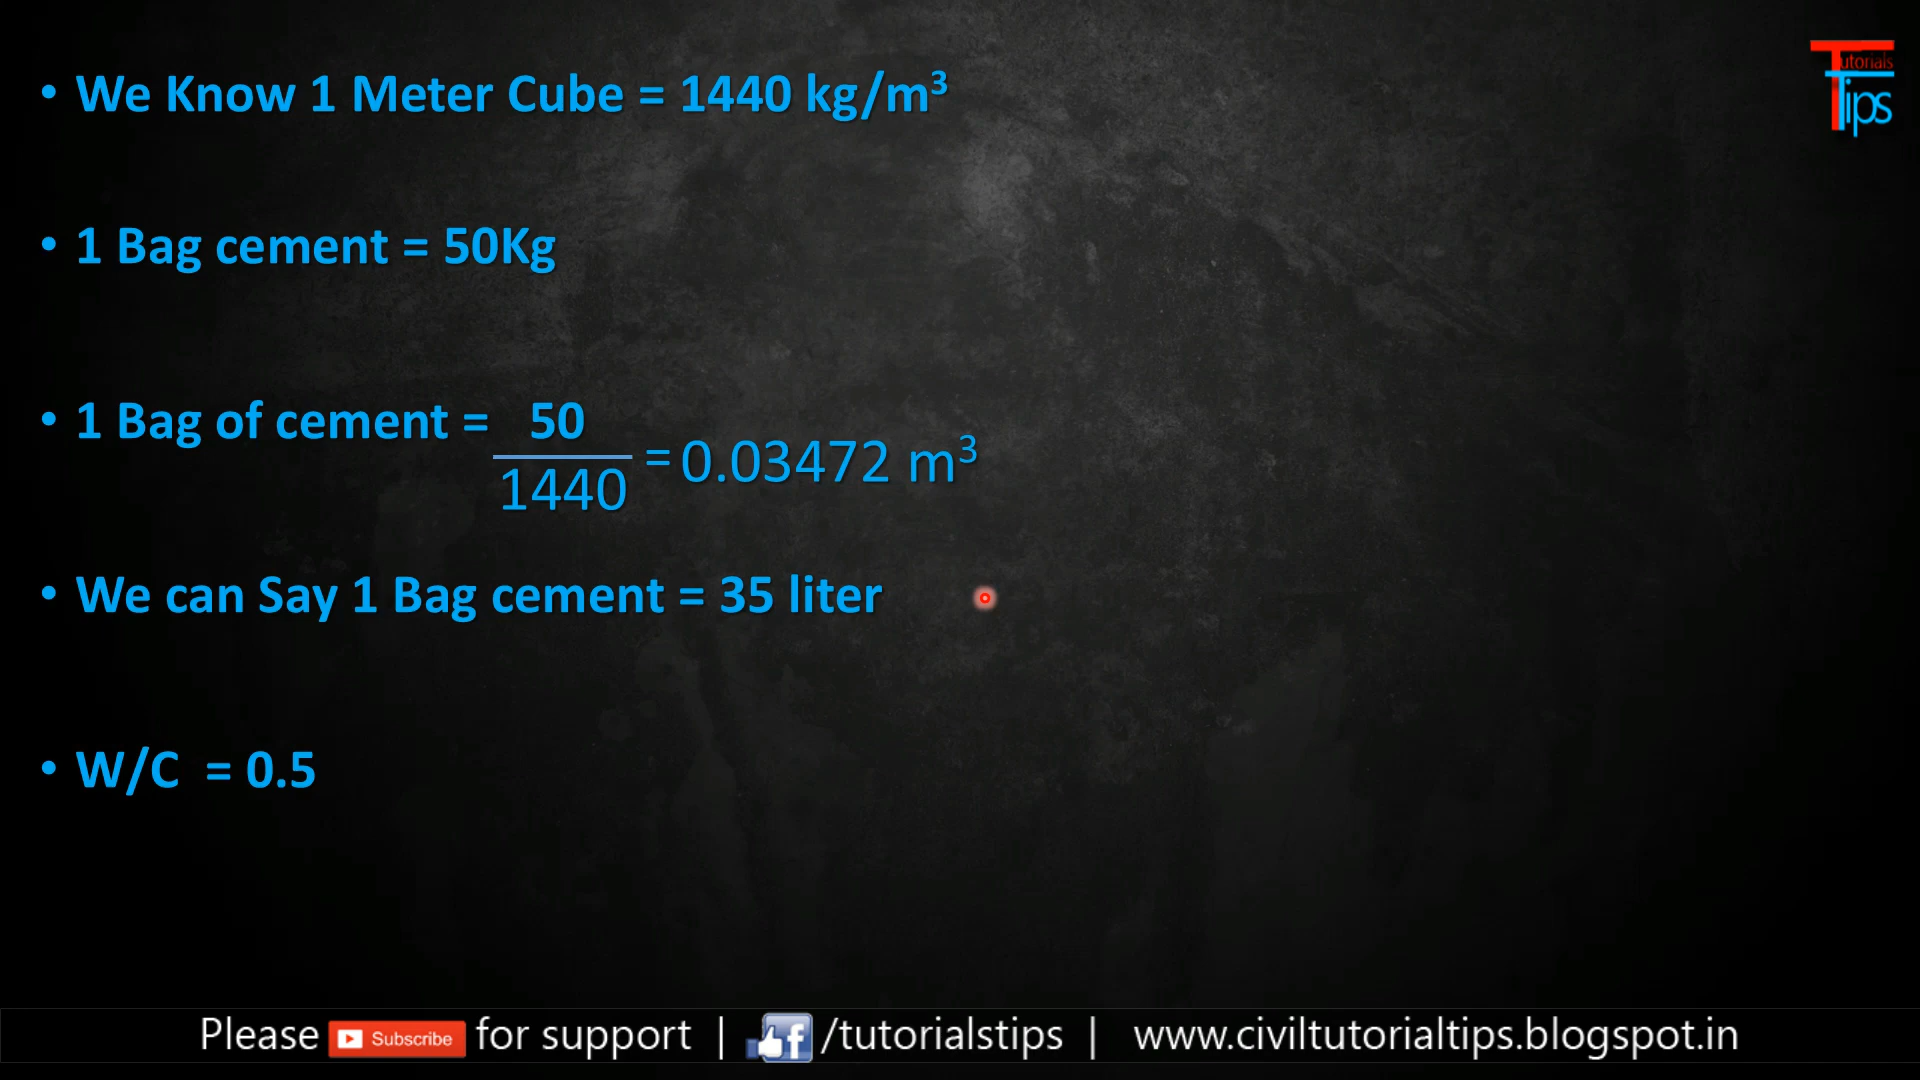 • We Know 1 Meter Cube = 1440 kg/m³
Tutorials
Tips
• 1 Bag cement = 50Kg
• 1 Bag of cement = 50
1440
= 0.03472 m³
• We can Say 1 Bag cement = 35 liter
• W/C = 0.5
Please Subscribe for support | f /tutorialstips | www.civiltutorialtips.blogspot.in